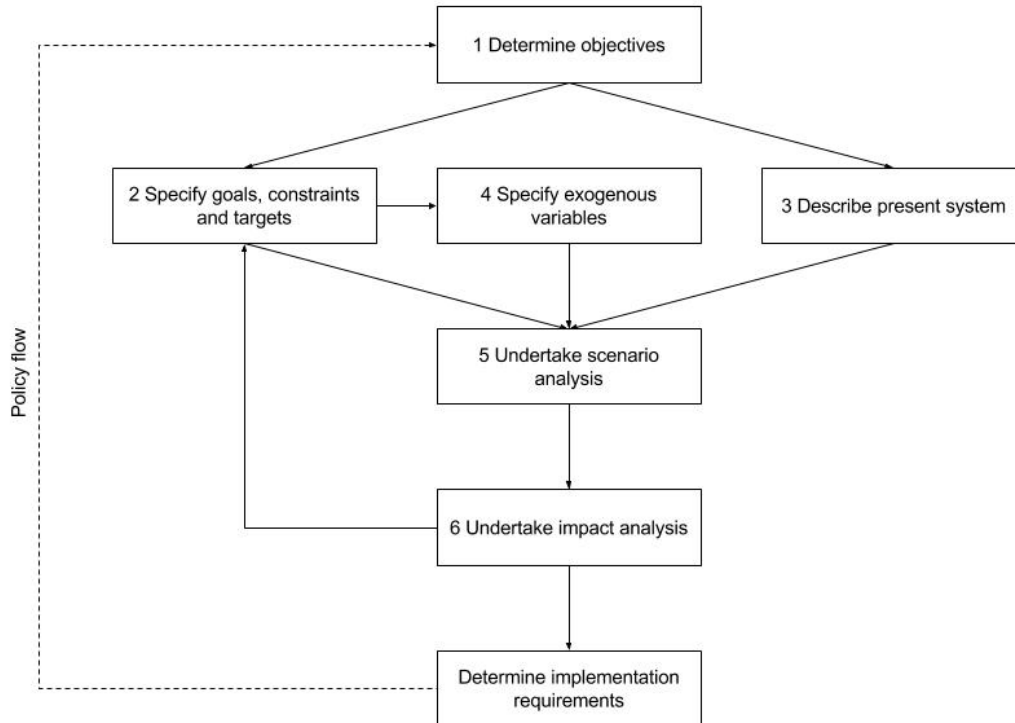 1 Determine objectives
2 Specify goals, constraints
and targets
4 Specify exogenous
variables
3 Describe present system
5 Undertake scenario
analysis
Policy flow
6 Undertake impact analysis
Determine implementation
requirements